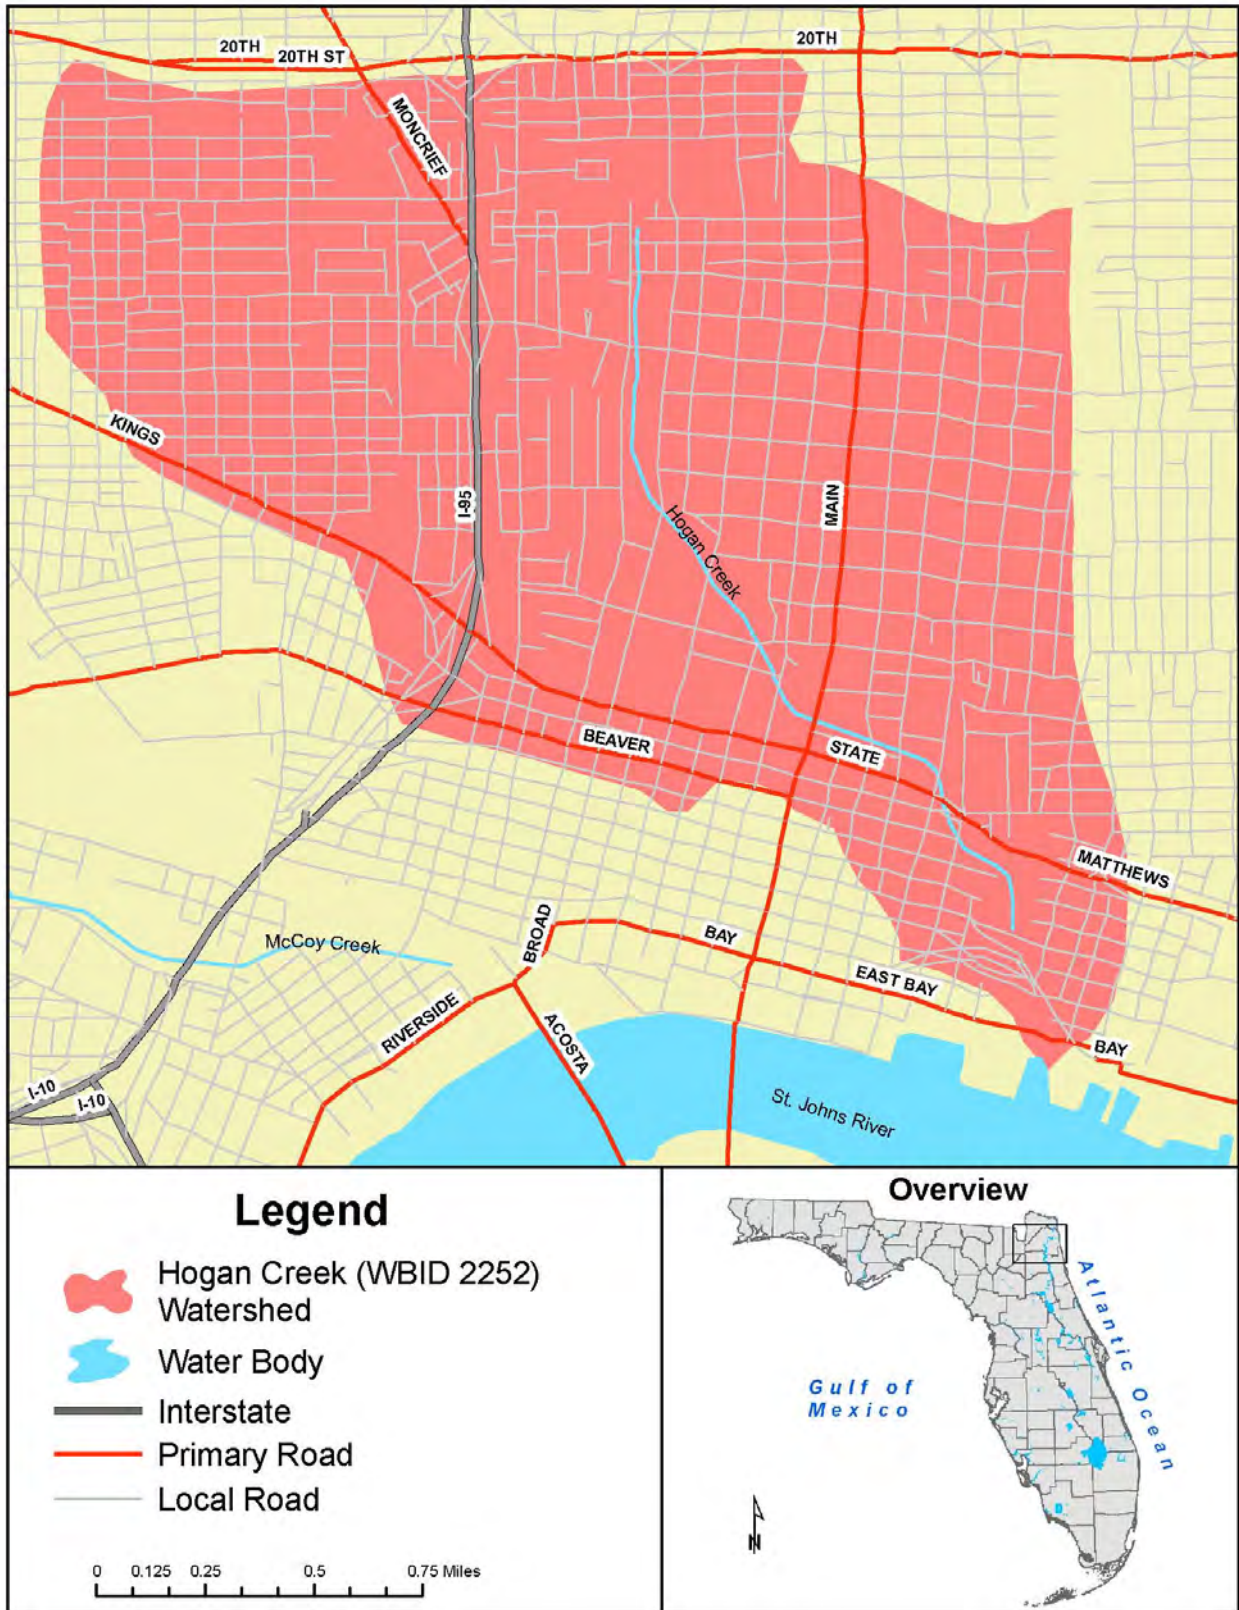 20TH
20TH ST
20TH
MONCRIEF
KINGS
I-95
MAIN
Hogan Creek
BEAVER
STATE
MATTHEWS
McCoy Creek
BROAD
BAY
EAST BAY
RIVERSIDE
ACOSTA
BAY
I-10
I-10
St. Johns River
Legend
Hogan Creek (WBID 2252)
Watershed
Water Body
Interstate
Primary Road
Local Road
0 0.125 0.25 0.5 0.75 Miles
Overview
Atlantic Ocean
Gulf of
Mexico
N